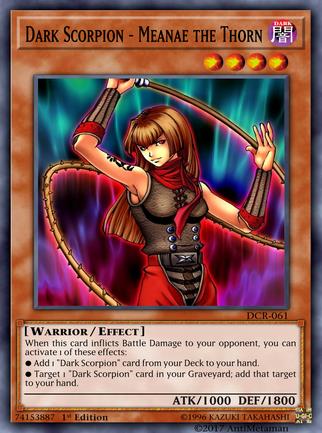 DARK SCORPION - MEANAE THE THORN
DARK
闇
DCR-061
[WARRIOR / EFFECT]
When this card inflicts Battle Damage to your opponent, you can
activate 1 of these effects:
● Add 1 "Dark Scorpion" card from your Deck to your hand.
● Target 1 "Dark Scorpion" card in your Graveyard; add that target
to your hand.
ATK/1000 DEF/1800
74153887 1st Edition ©1996 KAZUKI TAKAHASHI
©2017 AntiMetaman